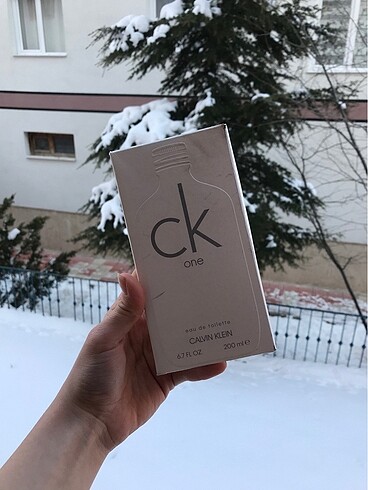 ck
one
eau de toilette
CALVIN KLEIN
6.7 FL OZ 200 ml e